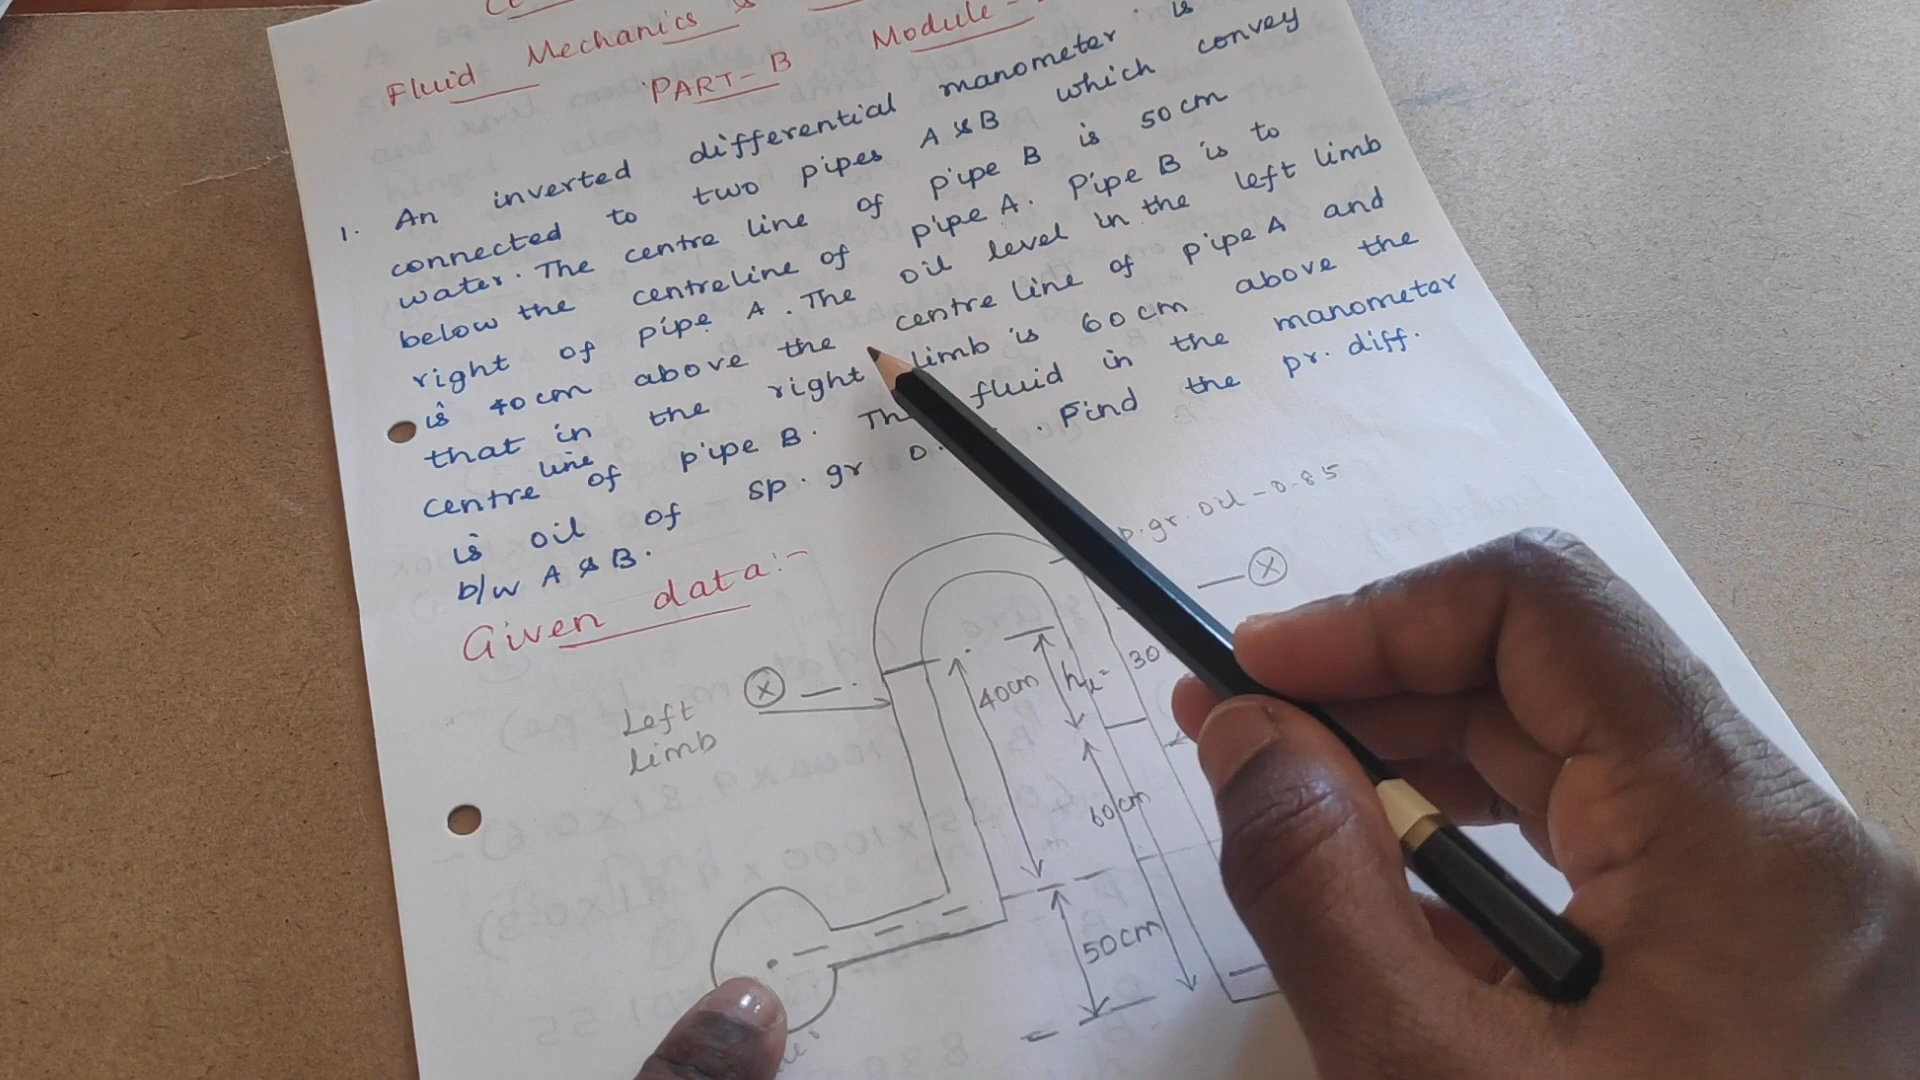 Fluid Mechanics &
PART-B Module-
1. An inverted differential manometer is
connected to two pipes A & B which convey
water. The centre line of pipe B is 50 cm
below the centreline of pipe A. Pipe B is to
right of pipe A. The oil level in the left limb
is 40 cm above the centre line of pipe A and
that in the right limb is 60 cm above the
centre line of pipe B. The fluid in the manometer
is oil of sp. gr 0. . Find the pr. diff.
b/w A & B.
Given data:-
gr. oil - 0.85
X
X
Left
limb
40cm
h
=
30
60cm
50cm